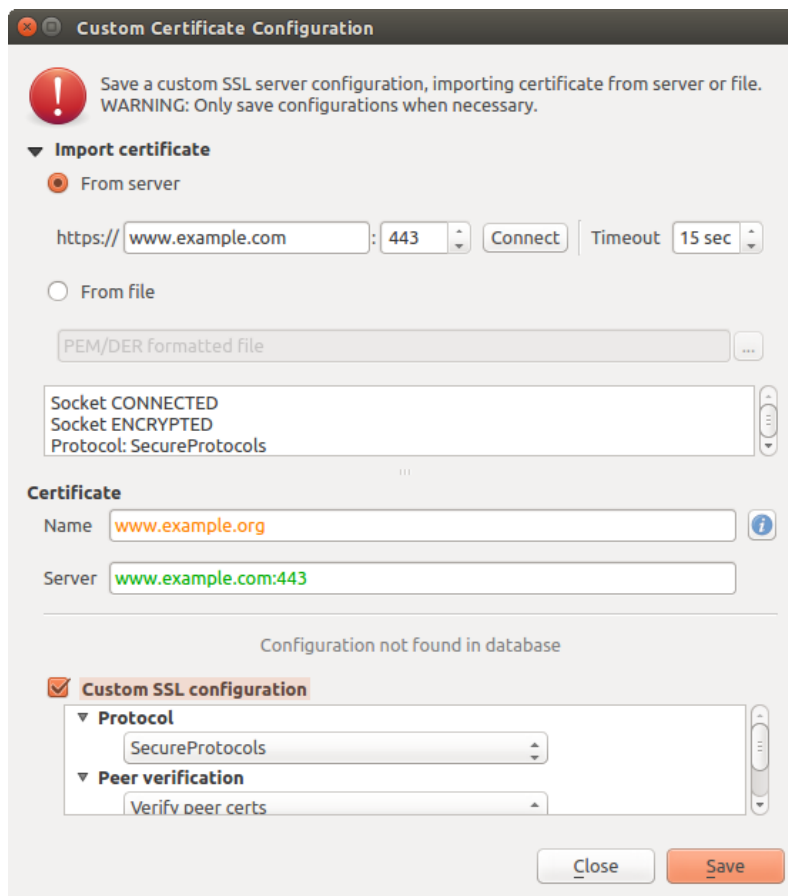 Custom Certificate Configuration
Save a custom SSL server configuration, importing certificate from server or file.
WARNING: Only save configurations when necessary.
Import certificate
From server
https:// www.example.com : 443 Connect Timeout 15 sec
From file
PEM/DER formatted file ...
Socket CONNECTED
Socket ENCRYPTED
Protocol: SecureProtocols
Certificate
Name www.example.org
Server www.example.com:443
Configuration not found in database
Custom SSL configuration
Protocol
SecureProtocols
Peer verification
Verify peer certs
Close Save